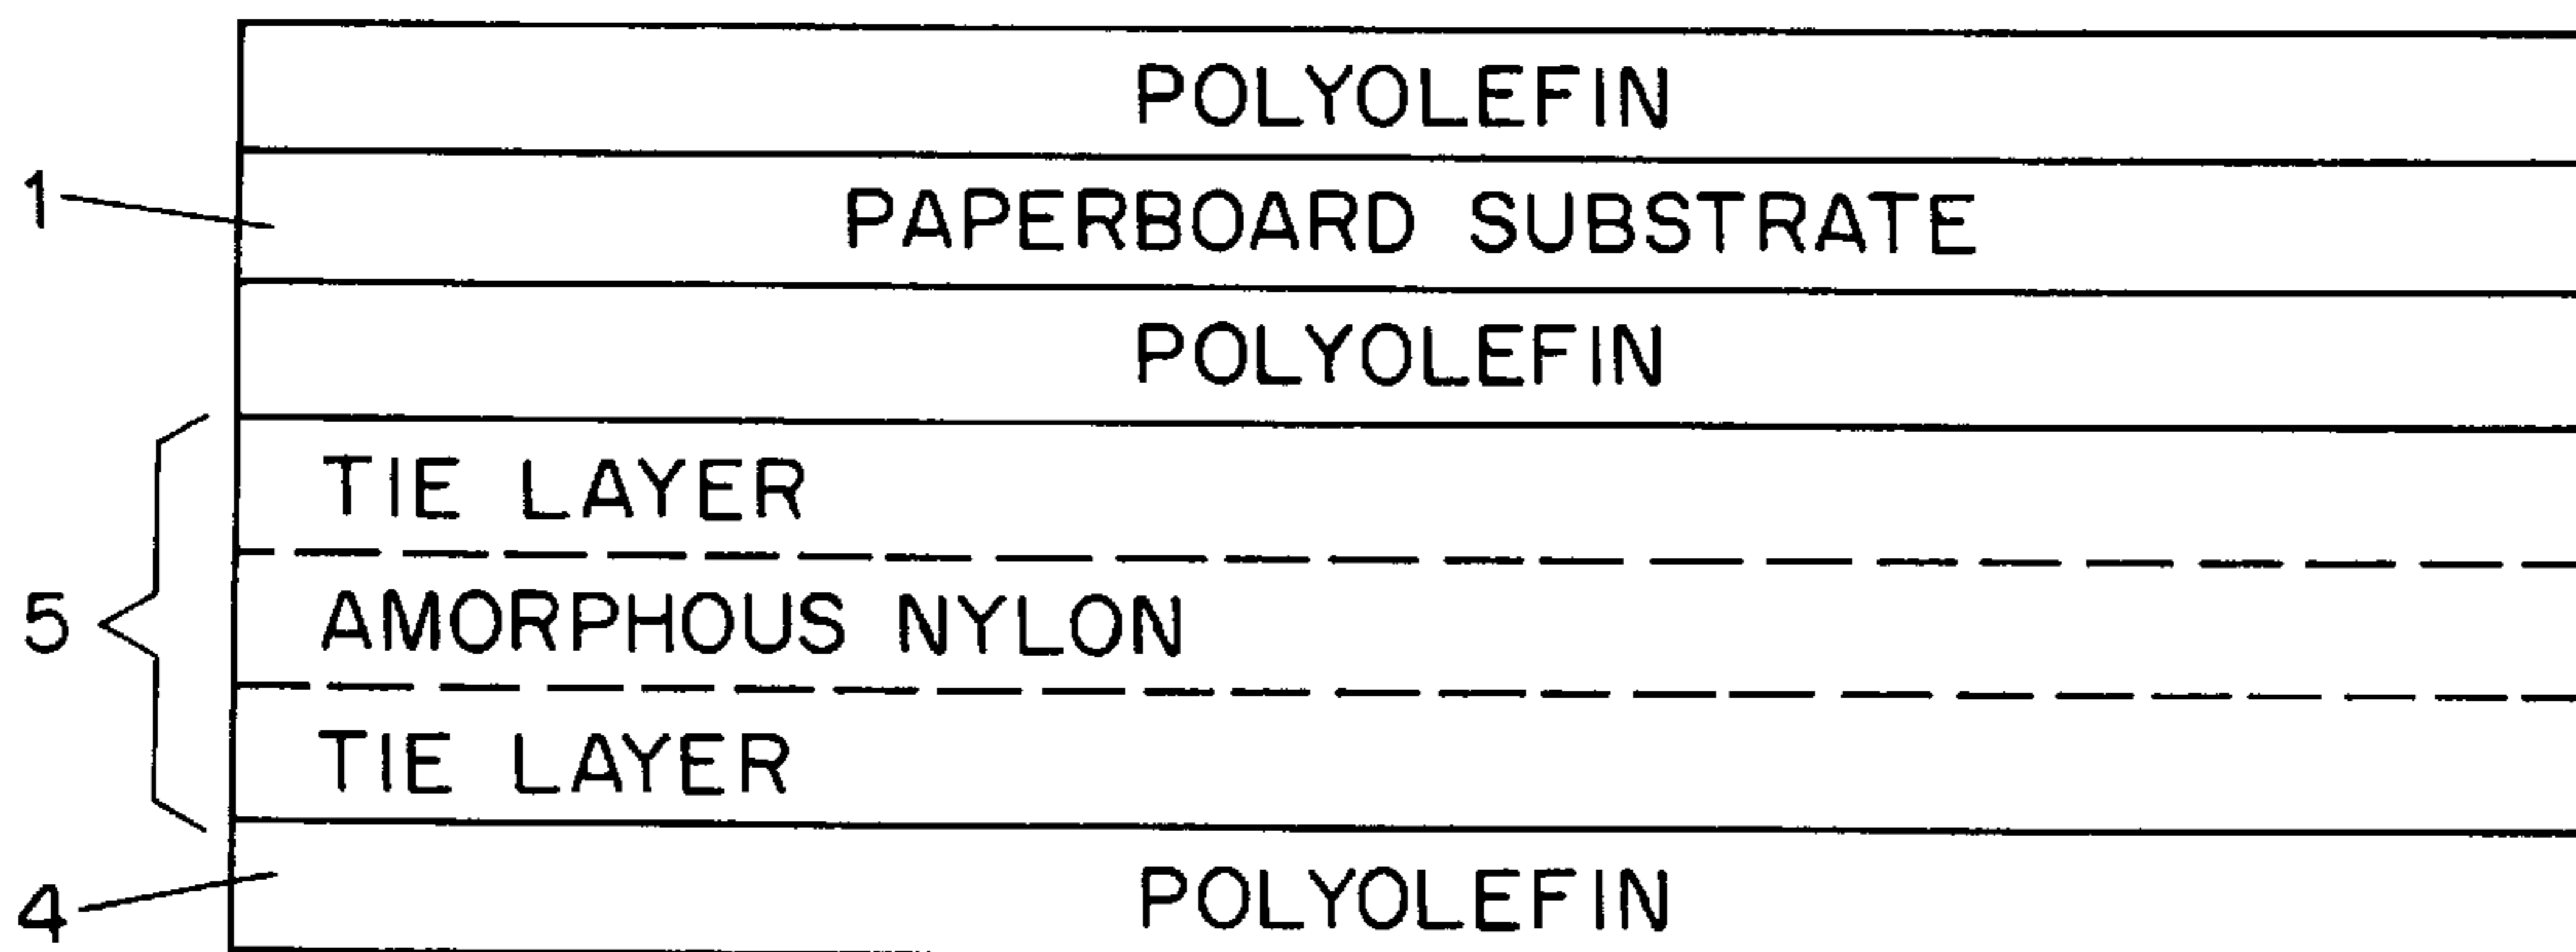 POLYOLEFIN
1 PAPERBOARD SUBSTRATE
POLYOLEFIN
TIE LAYER
5 AMORPHOUS NYLON
TIE LAYER
4 POLYOLEFIN